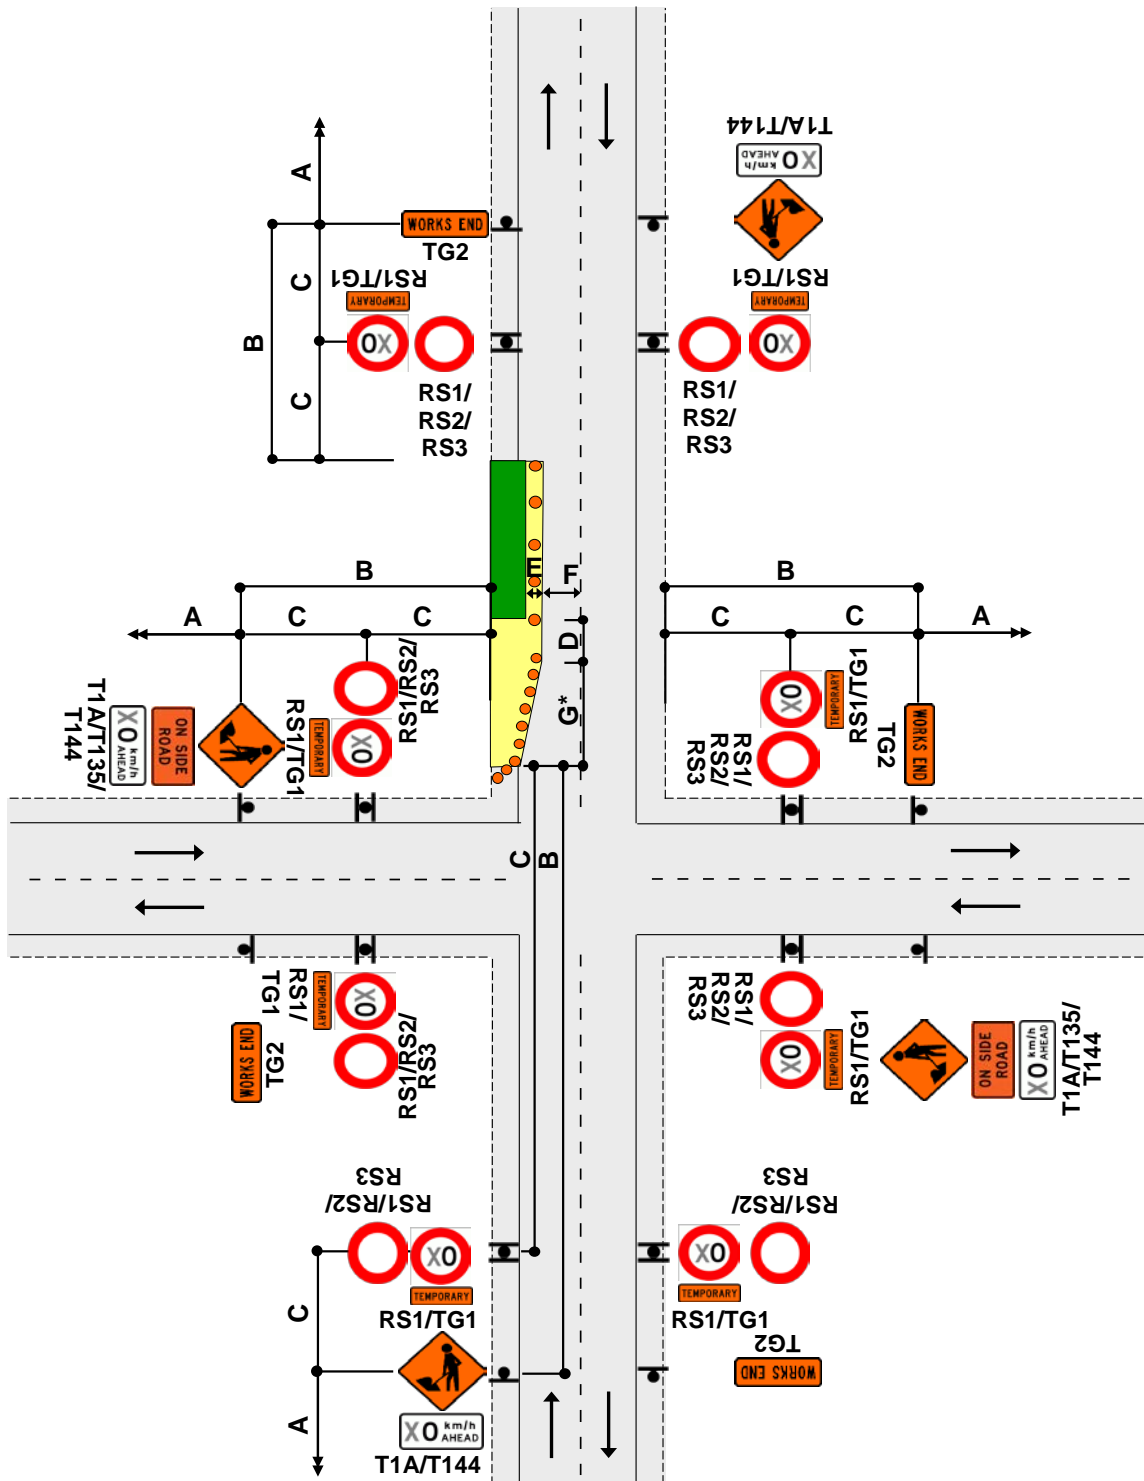 T1A/T144
X0 km/h
AHEAD
A
WORKS END
TG2
RS1/TG1
TEMPORARY
X0
C
B
C
RS1/
RS2/
RS3
RS1/TG1
TEMPORARY
X0
RS1/
RS2/
RS3
E
F
D
G*
B
A
C
C
RS1/RS2/
RS3
X0
TEMPORARY
RS1/TG1
ON SIDE
ROAD
X0 km/h
AHEAD
T1A/T135/
T144
B
C
C
A
X0
TEMPORARY
RS1/TG1
RS1/
RS2/
RS3
WORKS END
TG2
C
B
RS1/
TG1
TEMPORARY
X0
RS1/RS2/
RS3
WORKS END
TG2
RS1/
RS2/
RS3
X0
TEMPORARY
RS1/TG1
ON SIDE
ROAD
X0 km/h
AHEAD
T1A/T135/
T144
RS1/RS2/
RS3
X0
TEMPORARY
RS1/TG1
C
A
X0 km/h
AHEAD
T1A/T144
RS1/RS2/
RS3
X0
TEMPORARY
RS1/TG1
TG2
WORKS END